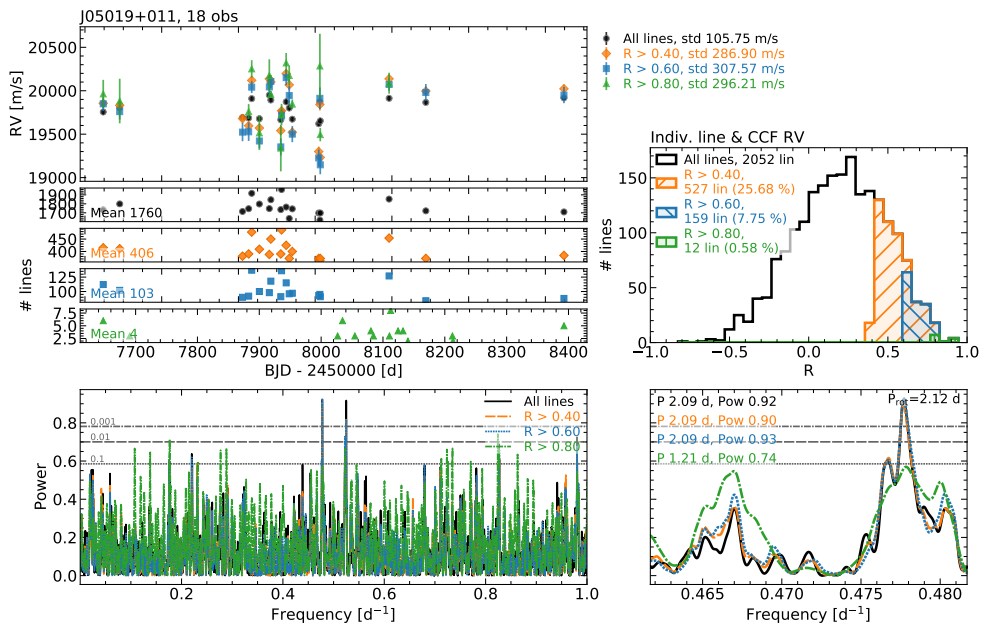 J05019+011, 18 obs
RV [m/s]
20500
20000
19500
19000
All lines, std 105.75 m/s
R > 0.40, std 286.90 m/s
R > 0.60, std 307.57 m/s
R > 0.80, std 296.21 m/s
# lines
1900
1800
1700
Mean 1760
450
400
Mean 406
125
100
Mean 103
7.5
5.0
2.5
Mean 4
7700 7900 8000 8100 8200 8300 8400
BJD - 2450000 [d]
Indiv. line & CCF RV
All lines, 2052 lin
R > 0.40,
527 lin (25.68 %)
R > 0.60,
159 lin (7.75 %)
R > 0.80,
12 lin (0.58 %)
# lines
150
100
50
0
−1.0 −0.5 0.0 0.5 1.0
R
Power
0.8
0.6
0.4
0.2
0.0
0.001
0.01
0.1
All lines
R > 0.40
R > 0.60
R > 0.80
0.2 0.4 0.6 0.8 1.0
Frequency [d−1]
P 2.09 d, Pow 0.92
P 2.09 d, Pow 0.90
P 2.09 d, Pow 0.93
P 1.21 d, Pow 0.74
Prot=2.12 d
0.465 0.470 0.475 0.480
Frequency [d−1]